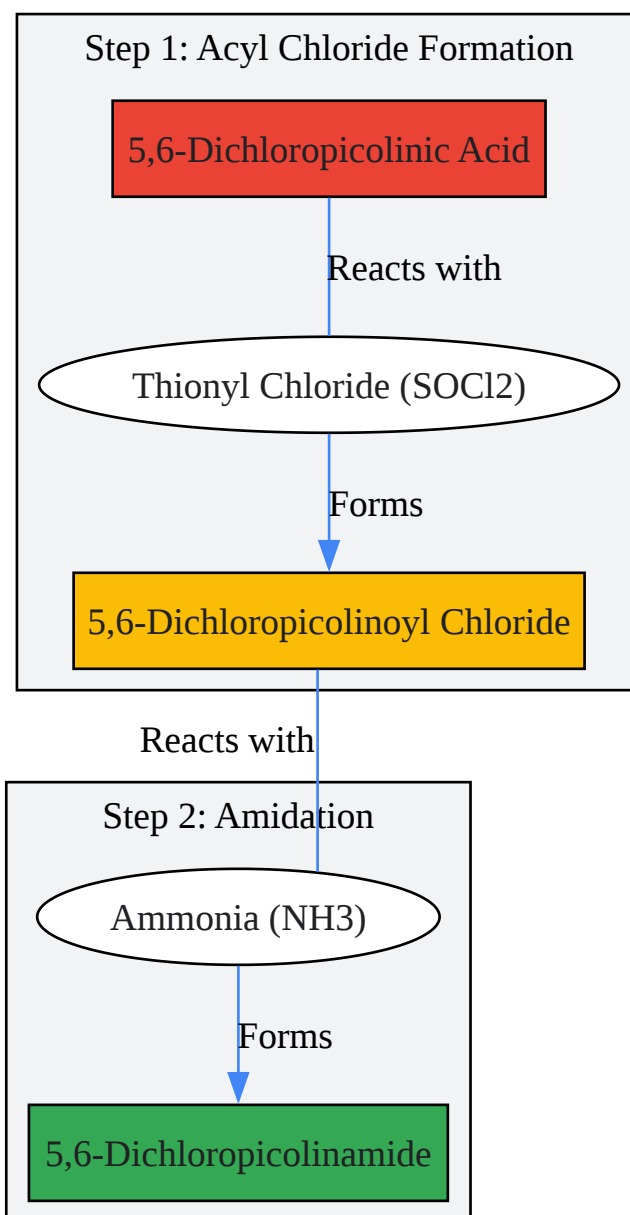 Step 1: Acyl Chloride Formation
5,6-Dichloropicolinic Acid
Reacts with
Thionyl Chloride (SOCl2)
Forms
5,6-Dichloropicolinoyl Chloride
Reacts with
Step 2: Amidation
Ammonia (NH3)
Forms
5,6-Dichloropicolinamide